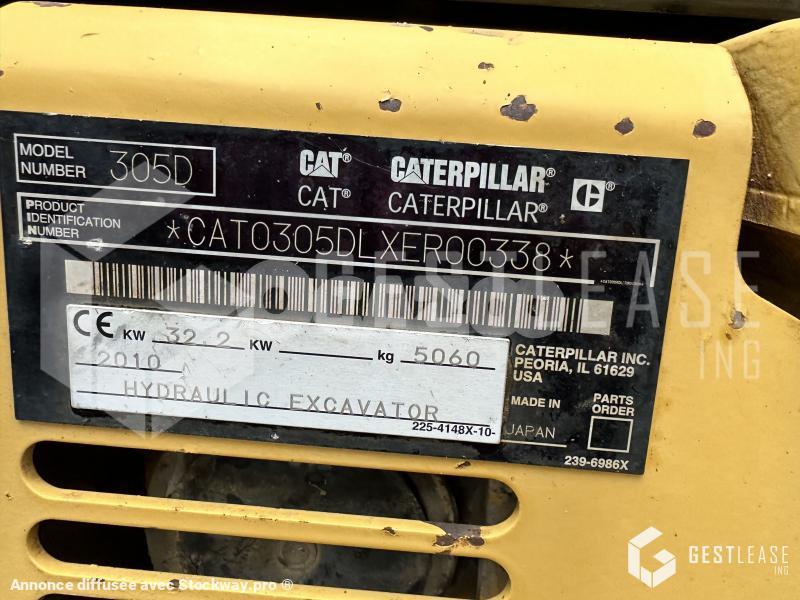 MODEL NUMBER 305D
CAT® CATERPILLAR® C®
CAT® CATERPILLAR®
PRODUCT IDENTIFICATION NUMBER *CAT0305DLXER00338*
CE KW 32.2 KW kg 5060
2010
HYDRAULIC EXCAVATOR
225-4148X-10-
CATERPILLAR INC.
PEORIA, IL 61629
USA
MADE IN JAPAN
PARTS ORDER
239-6986X
GESTLEASE ING
GESTLEASE ING
Annonce diffusée avec Stockway.pro ®